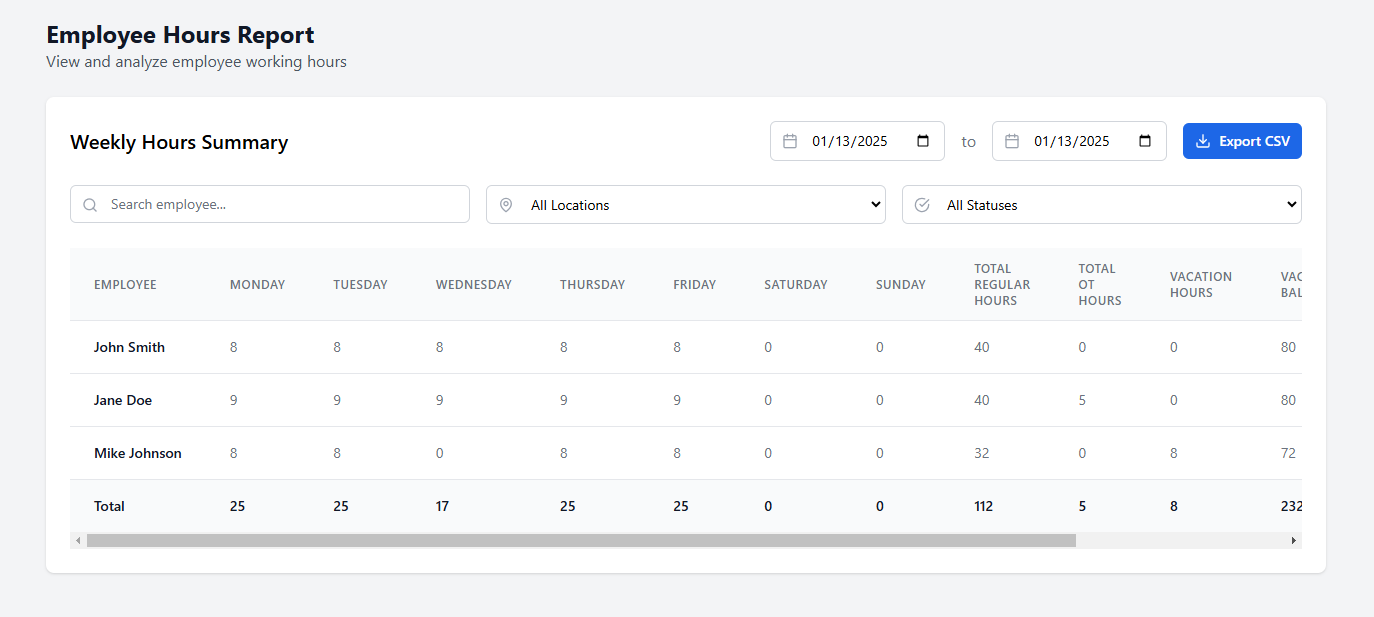 Employee Hours Report
View and analyze employee working hours
Weekly Hours Summary
01/13/2025 to 01/13/2025 Export CSV
Search employee... All Locations All Statuses
EMPLOYEE MONDAY TUESDAY WEDNESDAY THURSDAY FRIDAY SATURDAY SUNDAY TOTAL REGULAR HOURS TOTAL OT HOURS VACATION HOURS VAC BAL
John Smith 8 8 8 8 8 0 0 40 0 0 80
Jane Doe 9 9 9 9 9 0 0 40 5 0 80
Mike Johnson 8 8 0 8 8 0 0 32 0 8 72
Total 25 25 17 25 25 0 0 112 5 8 232